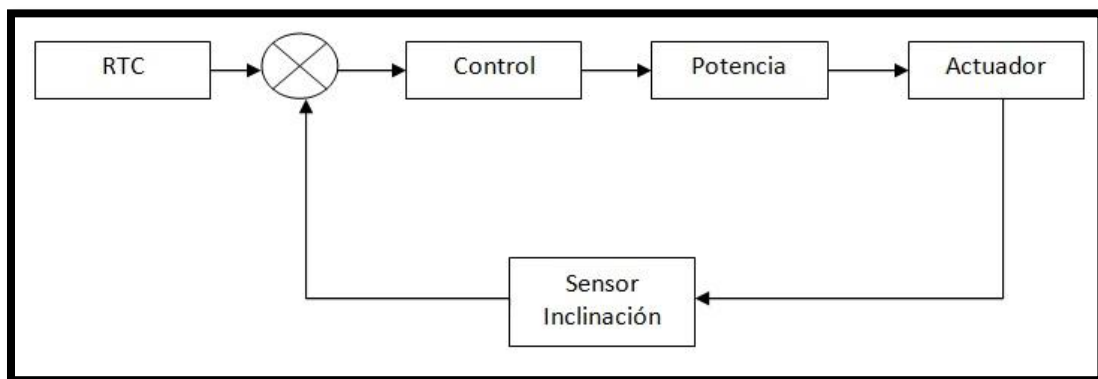 RTC
Control
Potencia
Actuador
Sensor
Inclinación